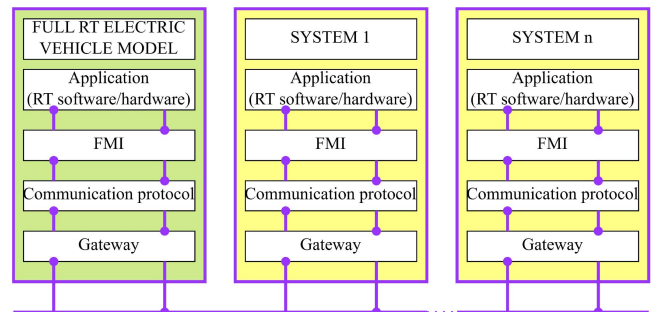 FULL RT ELECTRIC
VEHICLE MODEL
Application
(RT software/hardware)
FMI
Communication protocol
Gateway
SYSTEM 1
Application
(RT software/hardware)
FMI
Communication protocol
Gateway
SYSTEM n
Application
(RT software/hardware)
FMI
Communication protocol
Gateway